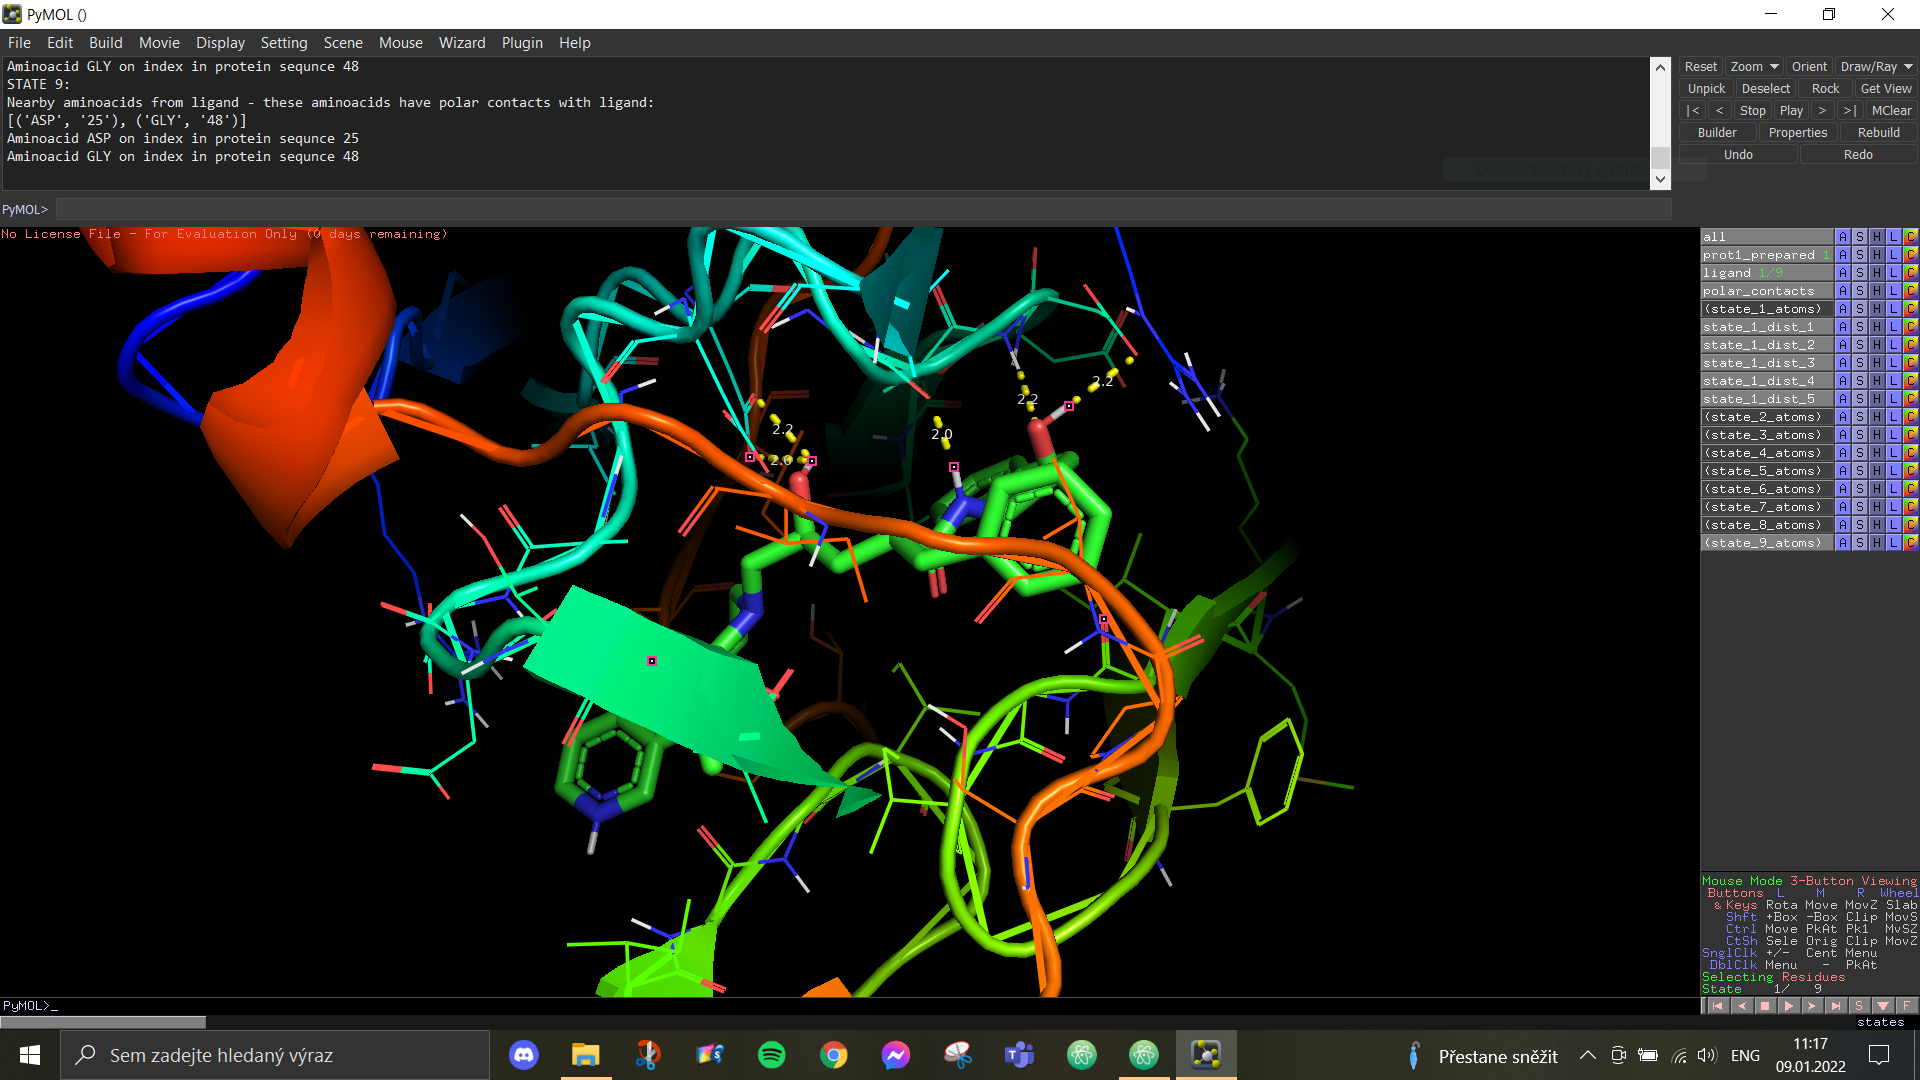 PyMOL ()
File Edit Build Movie Display Setting Scene Mouse Wizard Plugin Help
Aminoacid GLY on index in protein sequnce 48
STATE 9:
Nearby aminoacids from ligand - these aminoacids have polar contacts with ligand:
[('ASP', '25'), ('GLY', '48')]
Aminoacid ASP on index in protein sequnce 25
Aminoacid GLY on index in protein sequnce 48
PyMOL>
Reset Zoom Orient Draw/Ray
Unpick Deselect Rock Get View
|< < Stop Play > >| MClear
Builder Properties Rebuild
Undo Redo
No License File - For Evaluation Only (0 days remaining)
2.2
2.2
2.2
2.0
2.6
all A S H L C
prot1_prepared 1 A S H L C
ligand 1/9 A S H L C
polar_contacts A S H L C
(state_1_atoms) A S H L C
state_1_dist_1 A S H L C
state_1_dist_2 A S H L C
state_1_dist_3 A S H L C
state_1_dist_4 A S H L C
state_1_dist_5 A S H L C
(state_2_atoms) A S H L C
(state_3_atoms) A S H L C
(state_4_atoms) A S H L C
(state_5_atoms) A S H L C
(state_6_atoms) A S H L C
(state_7_atoms) A S H L C
(state_8_atoms) A S H L C
(state_9_atoms) A S H L C
Mouse Mode 3-Button Viewing
Buttons L M R Wheel
& Keys Rota Move MovZ Slab
Shft +Box -Box Clip MovS
Ctrl Move PkAt Pk1 MvSZ
CtSh Sele Orig Clip MovZ
SnglClk +/- Cent Menu
DblClk Menu - PkAt
Selecting Residues
State 1/ 9
PyMOL>_
S F
states
Sem zadejte hledaný výraz
Přestane sněžit
ENG
11:17
09.01.2022